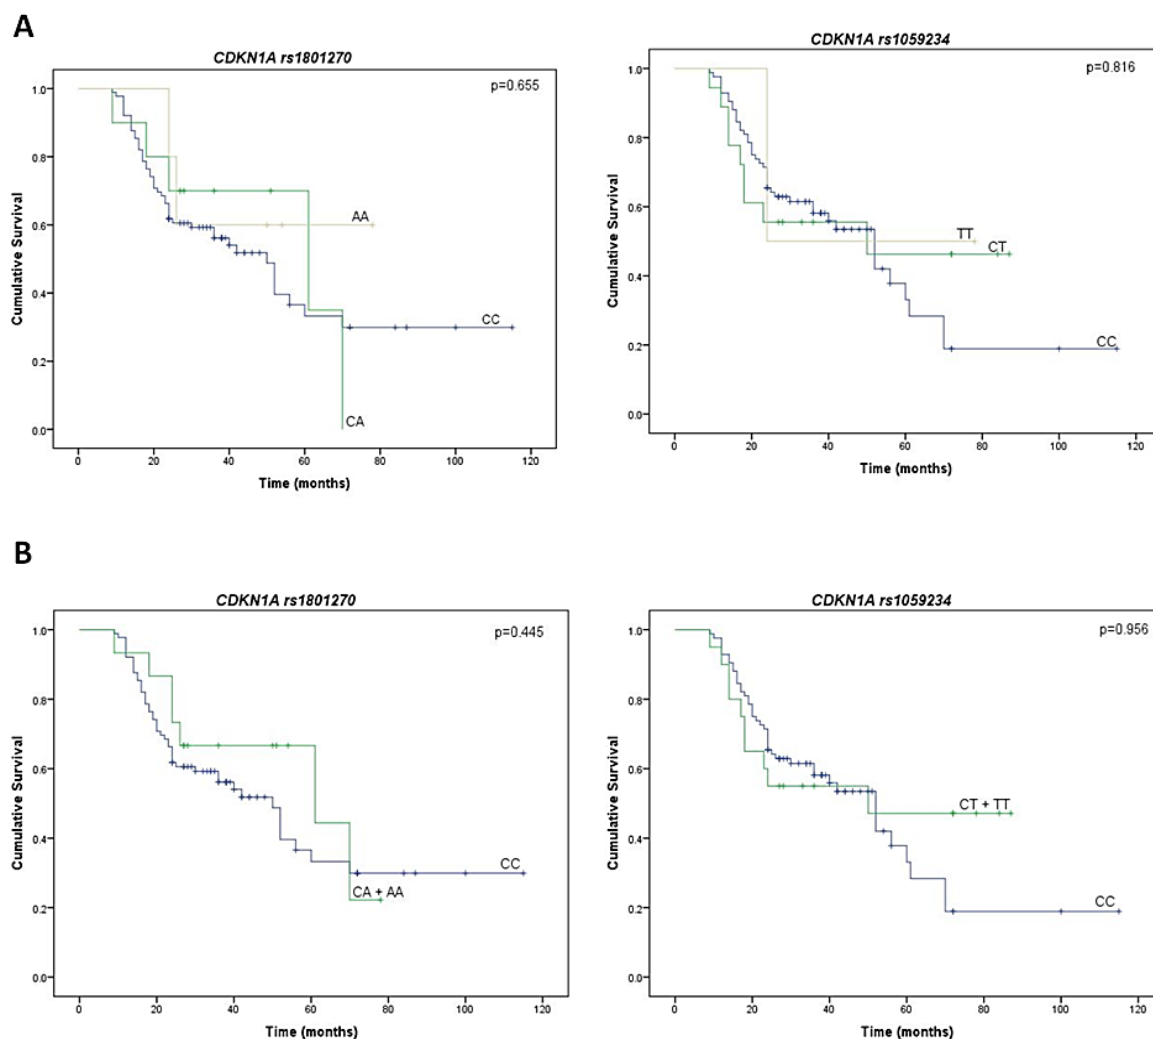 A
CDKN1A rs1801270
p=0.655
1.0
0.8
0.6
0.4
0.2
0.0
Cumulative Survival
AA
CC
CA
0 20 40 60 80 100 120
Time (months)
CDKN1A rs1059234
p=0.816
1.0
0.8
0.6
0.4
0.2
0.0
Cumulative Survival
TT
CT
CC
0 20 40 60 80 100 120
Time (months)
B
CDKN1A rs1801270
p=0.445
1.0
0.8
0.6
0.4
0.2
0.0
Cumulative Survival
CC
CA + AA
0 20 40 60 80 100 120
Time (months)
CDKN1A rs1059234
p=0.956
1.0
0.8
0.6
0.4
0.2
0.0
Cumulative Survival
CT + TT
CC
0 20 40 60 80 100 120
Time (months)